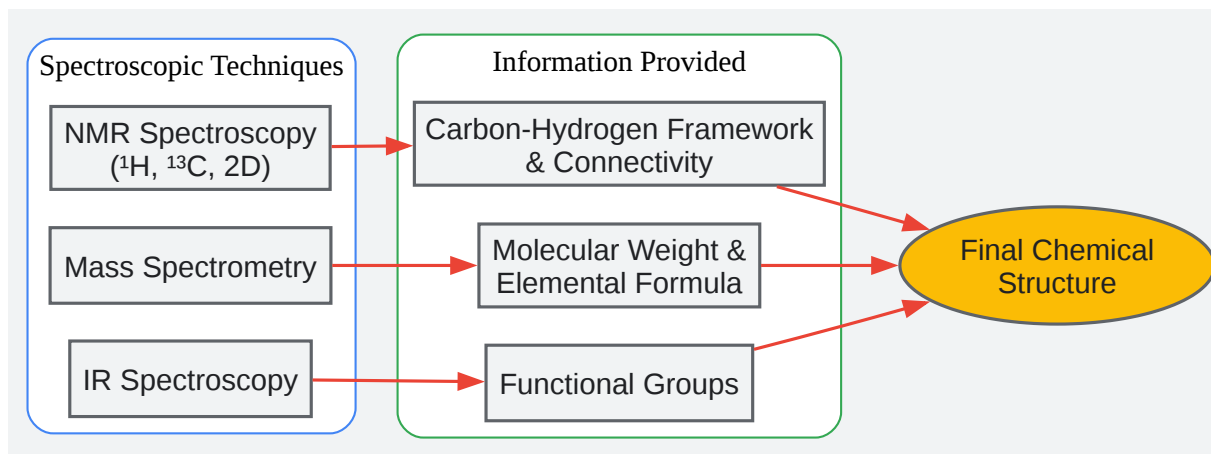 Spectroscopic Techniques
NMR Spectroscopy
(¹H, ¹³C, 2D)
Mass Spectrometry
IR Spectroscopy
Information Provided
Carbon-Hydrogen Framework
& Connectivity
Molecular Weight &
Elemental Formula
Functional Groups
Final Chemical
Structure